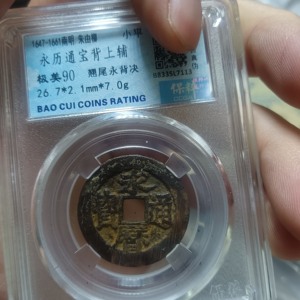 1647-1661南明·朱由榔 小平
永历通宝背上辅
极美90 翘尾永背决
26.7*2.1mm*7.0g
BAO CUI COINS RATING
永曆通寶